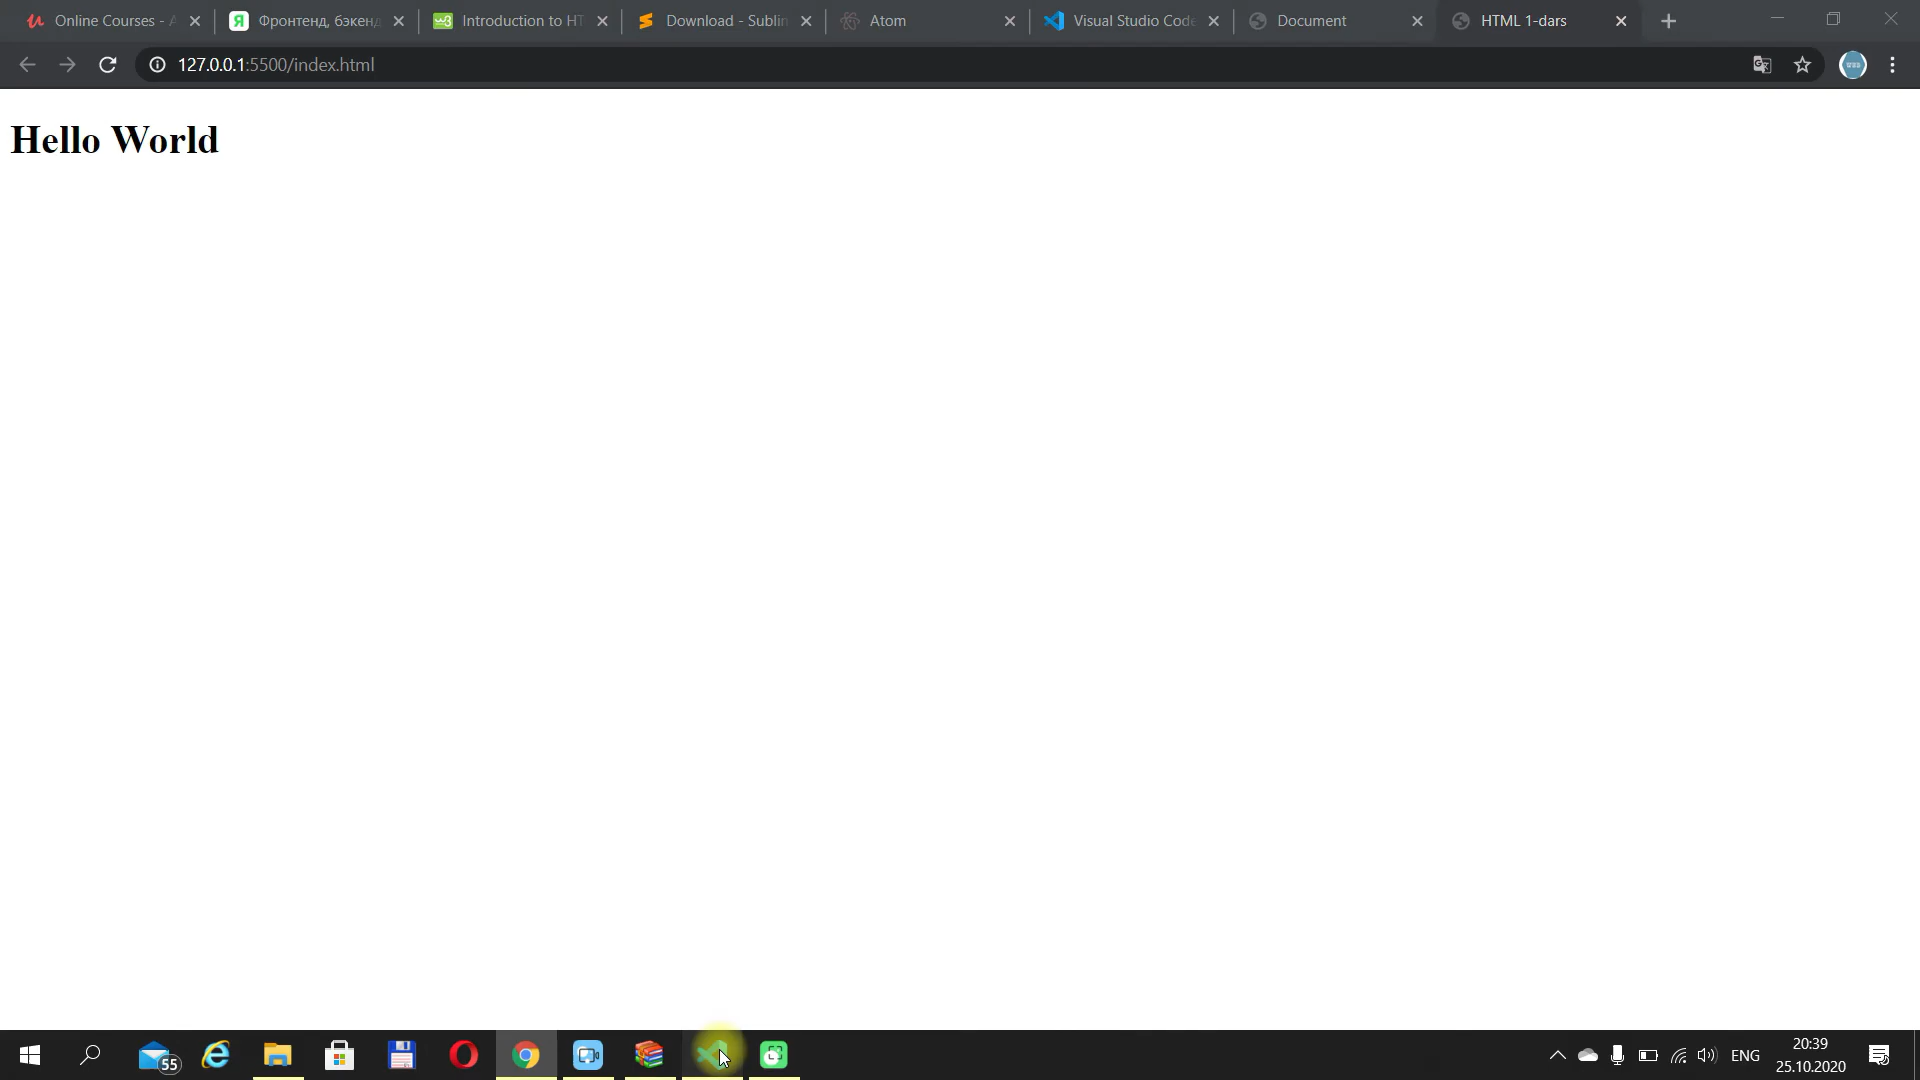 Online Courses - A
Фронтенд, бэкенд
Introduction to HT
Download - Sublim
Atom
Visual Studio Code
Document
HTML 1-dars
127.0.0.1:5500/index.html
Hello World
55
ENG
20:39
25.10.2020